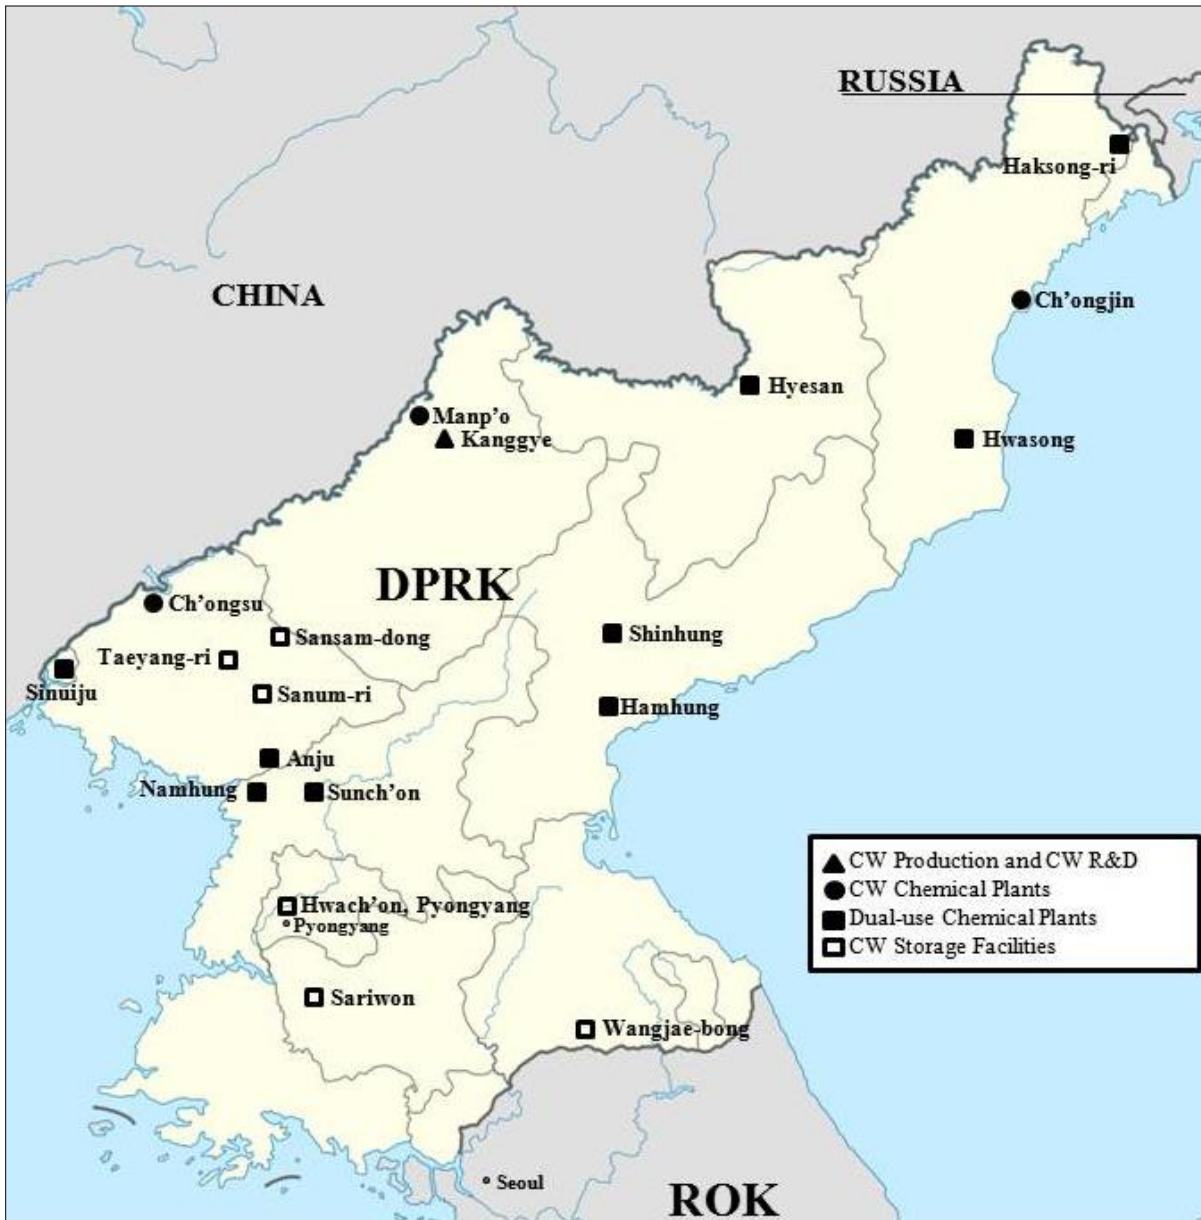 RUSSIA
Haksong-ri
CHINA
Ch'ongjin
Hyesan
Manp'o
Kanggye
Hwasong
DPRK
Ch'ongsu
Sansam-dong
Shinhung
Taeyang-ri
Sinuiju
Sanum-ri
Hamhung
Anju
Namhung
Sunch'on
CW Production and CW R&D
CW Chemical Plants
Dual-use Chemical Plants
CW Storage Facilities
Hwach'on, Pyongyang
Pyongyang
Sariwon
Wangjae-bong
Seoul
ROK